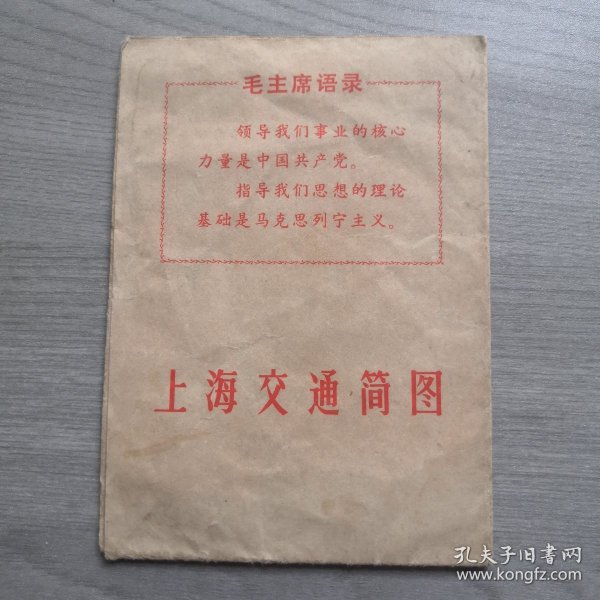 毛主席语录
领导我们事业的核心
力量是中国共产党。
指导我们思想的理论
基础是马克思列宁主义。
上海交通简图
孔夫子旧书网
www.kongfz.com